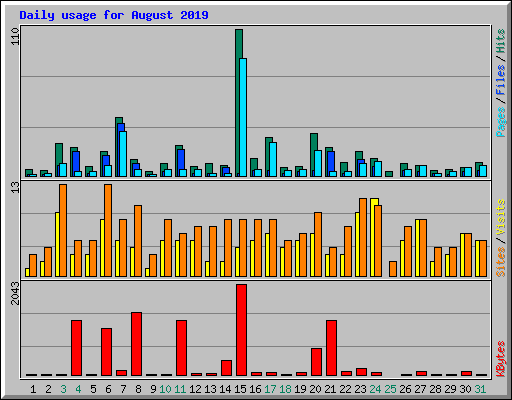 Daily usage for August 2019
110
Pages / Files / Hits
13
Sites / Visits
2043
KBytes
1 2 3 4 5 6 7 8 9 10 11 12 13 14 15 16 17 18 19 20 21 22 23 24 25 26 27 28 29 30 31